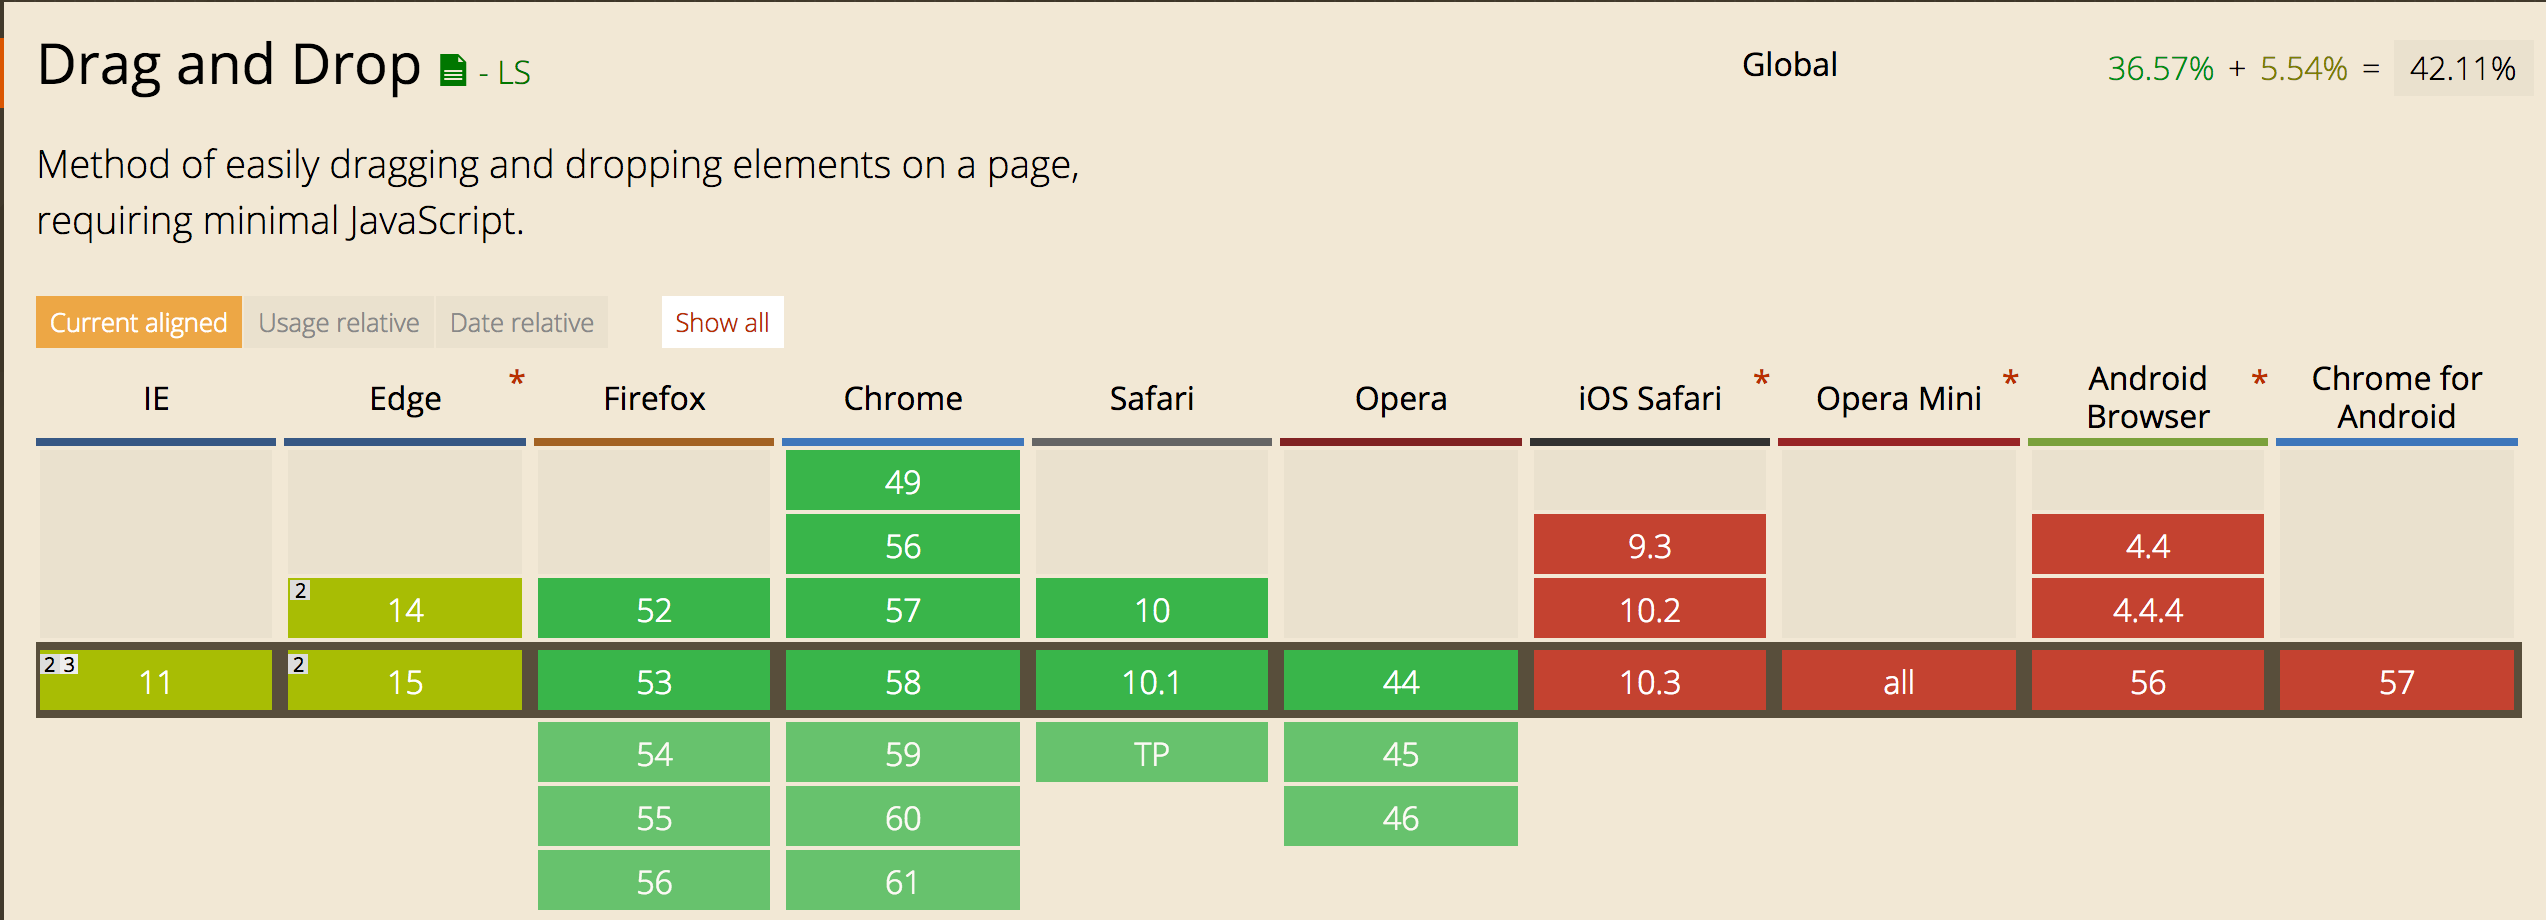 Drag and Drop - LS
Global
36.57% + 5.54% = 42.11%
Method of easily dragging and dropping elements on a page,
requiring minimal JavaScript.
Current aligned Usage relative Date relative Show all
IE Edge * Firefox Chrome Safari Opera iOS Safari * Opera Mini * Android Browser * Chrome for Android
49
56 9.3 4.4
2 14 52 57 10 10.2 4.4.4
2 3 11 2 15 53 58 10.1 44 10.3 all 56 57
54 59 TP 45
55 60 46
56 61